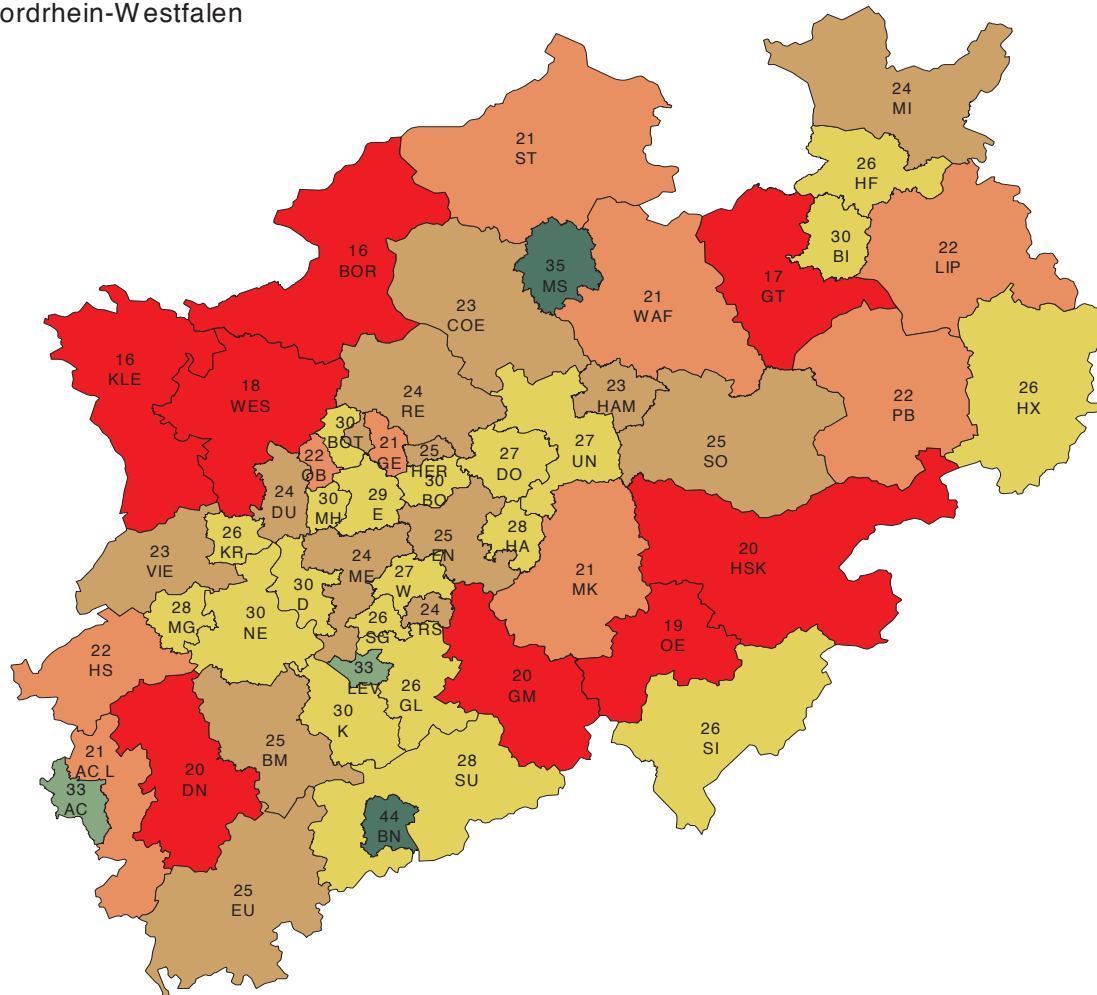 ordrhein-Westfalen
24
MI
21
ST
26
HF
30
BI
22
LIP
16
BOR
35
MS
17
GT
21
WAF
23
COE
16
KLE
18
WES
24
RE
23
HAM
22
PB
26
HX
30
BOT
21
GE
25
HER
22
OB
27
DO
27
UN
25
SO
24
DU
30
MH
29
E
30
BO
28
HA
26
KR
25
EN
23
VIE
24
ME
27
W
21
MK
20
HSK
30
D
28
MG
30
NE
26
SG
24
RS
19
OE
22
HS
33
LEV
26
GL
20
GM
30
K
26
SI
21
AC L
33
AC
20
DN
25
BM
28
SU
44
BN
25
EU